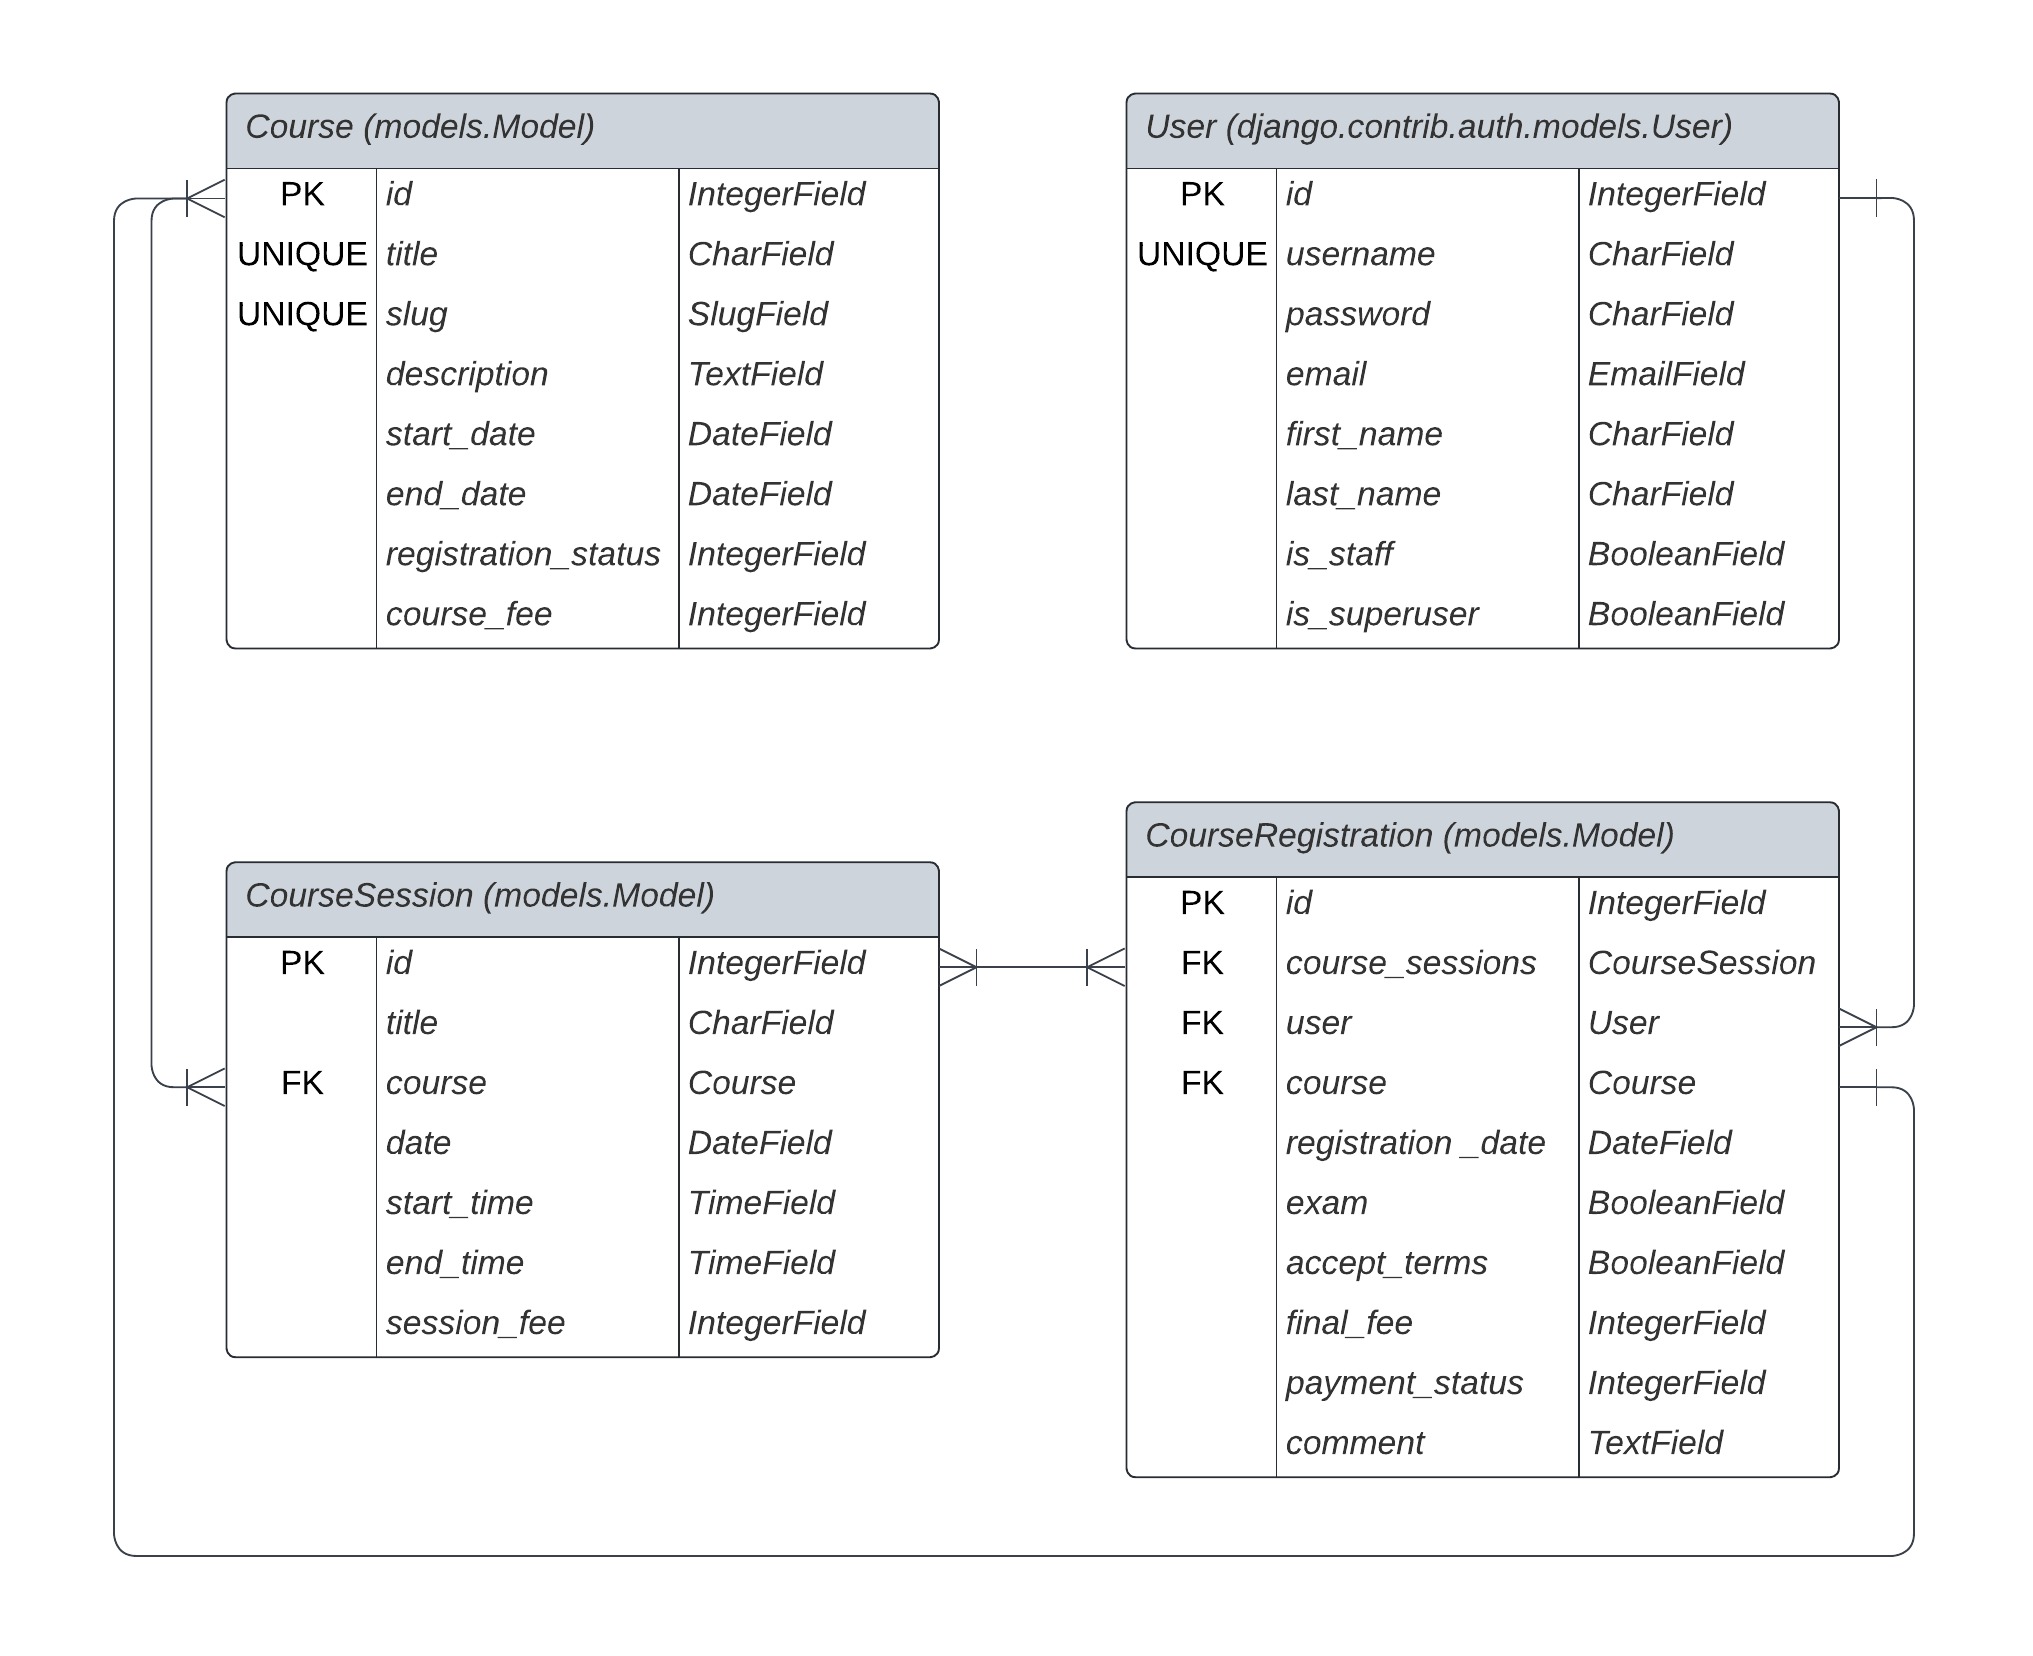 Course (models.Model)
PK id IntegerField
UNIQUE title CharField
UNIQUE slug SlugField
description TextField
start_date DateField
end_date DateField
registration_status IntegerField
course_fee IntegerField
User (django.contrib.auth.models.User)
PK id IntegerField
UNIQUE username CharField
password CharField
email EmailField
first_name CharField
last_name CharField
is_staff BooleanField
is_superuser BooleanField
CourseSession (models.Model)
PK id IntegerField
title CharField
FK course Course
date DateField
start_time TimeField
end_time TimeField
session_fee IntegerField
CourseRegistration (models.Model)
PK id IntegerField
FK course_sessions CourseSession
FK user User
FK course Course
registration _date DateField
exam BooleanField
accept_terms BooleanField
final_fee IntegerField
payment_status IntegerField
comment TextField